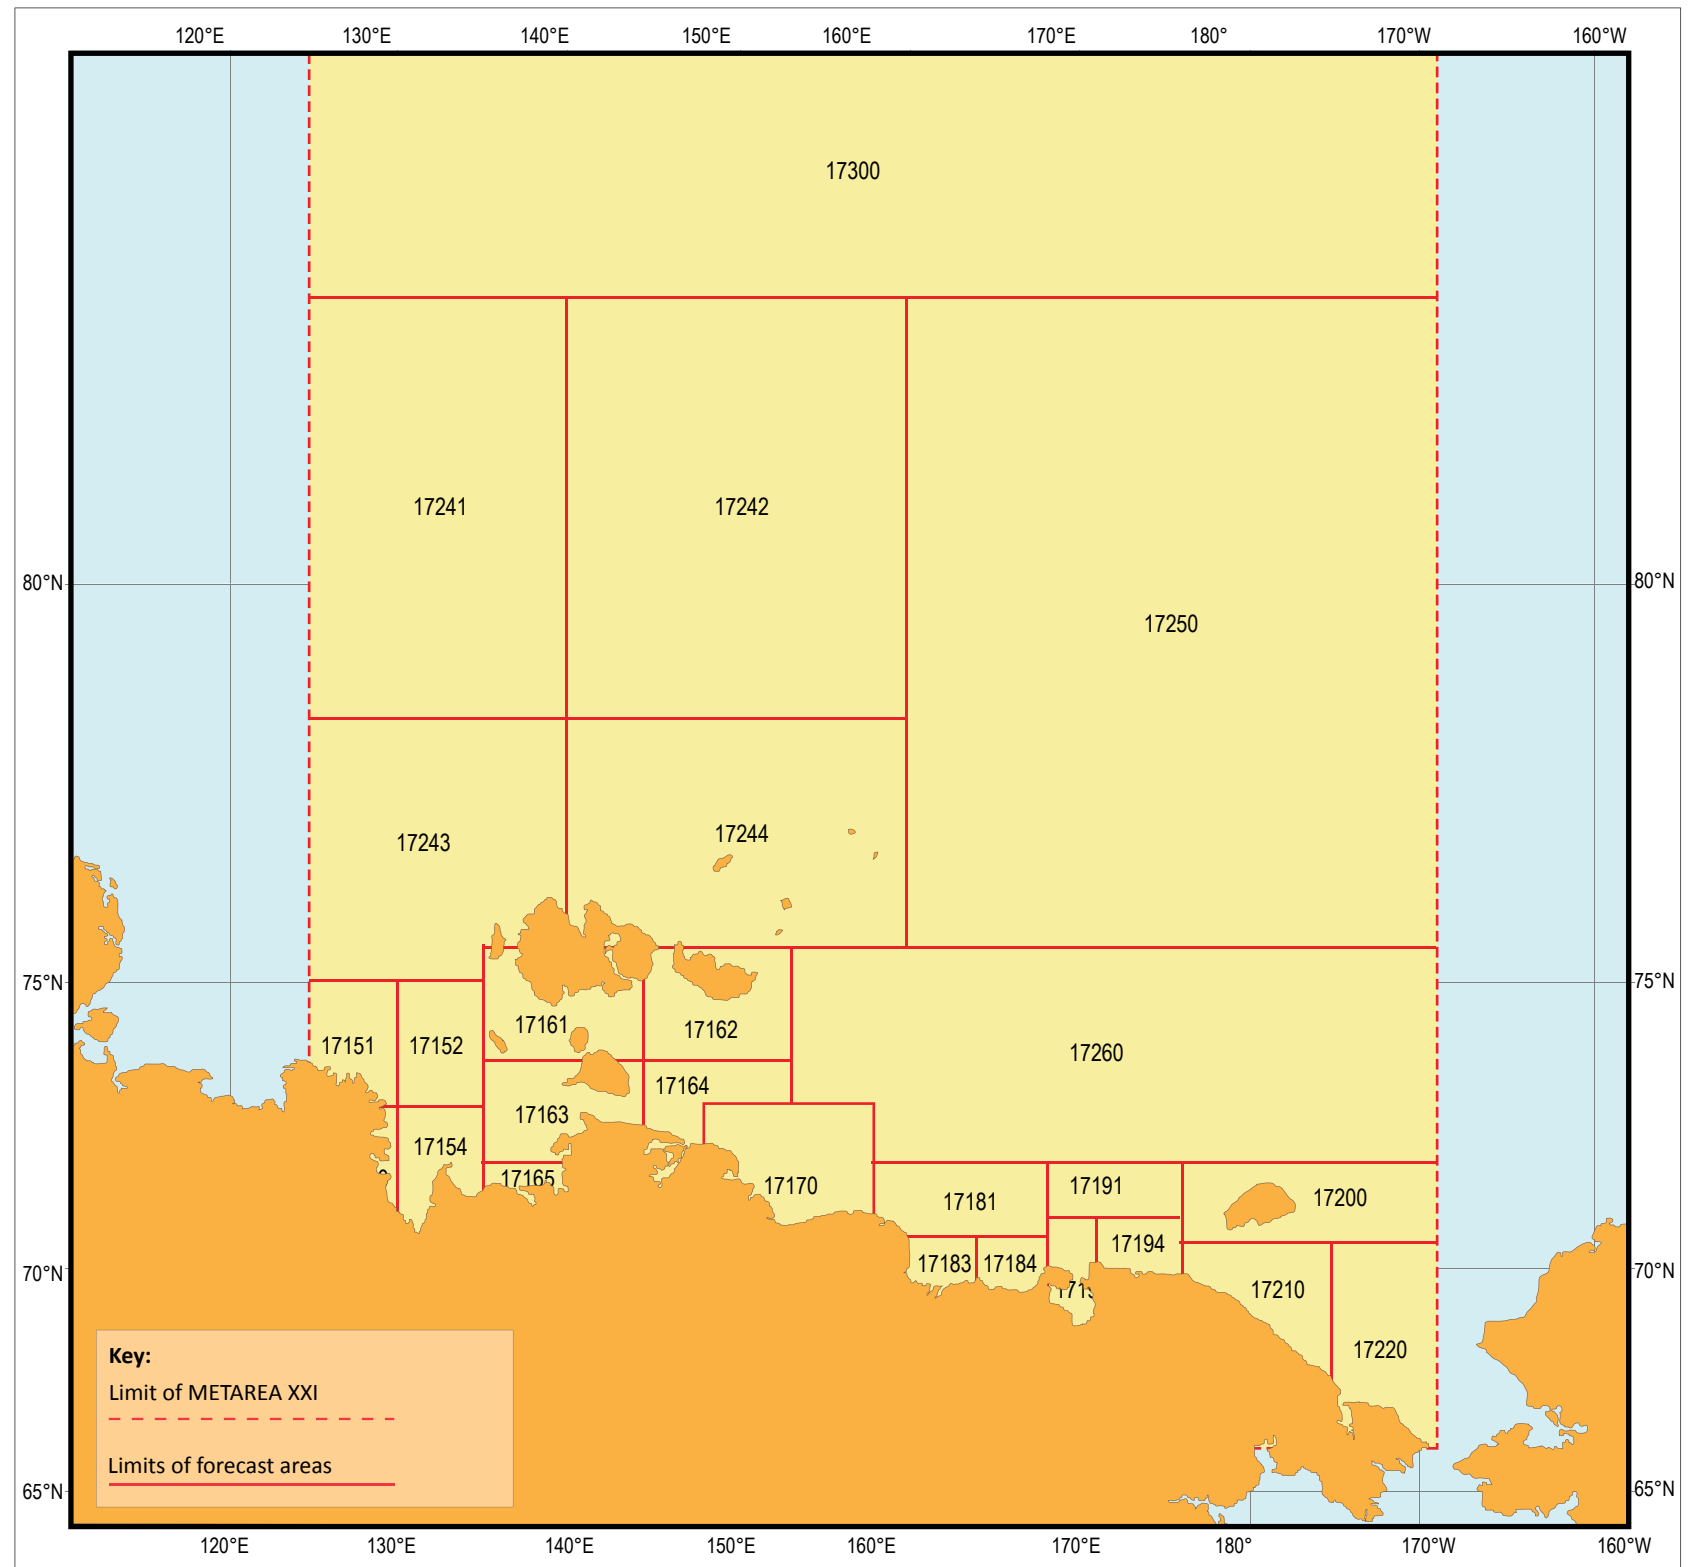 120°E 130°E 140°E 150°E 160°E 170°E 180° 170°W 160°W
17300
17241 17242
80°N 80°N
17250
17244
17243
75°N 75°N
17161 17162
17151 17152 17260
17164
17163
17154
17165 17170 17191
17181 17200
17194
17183 17184
70°N 70°N
17210
17220
Key:
Limit of METAREA XXI
Limits of forecast areas
65°N 65°N
120°E 130°E 140°E 150°E 160°E 170°E 180° 170°W 160°W